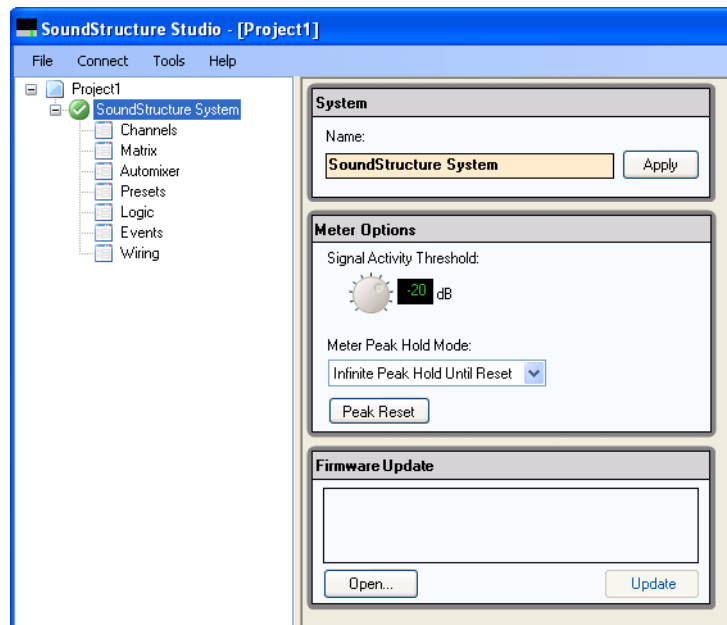 SoundStructure Studio - [Project1]
File Connect Tools Help
Project1
SoundStructure System
Channels
Matrix
Automixer
Presets
Logic
Events
Wiring
System
Name:
SoundStructure System Apply
Meter Options
Signal Activity Threshold:
-20 dB
Meter Peak Hold Mode:
Infinite Peak Hold Until Reset
Peak Reset
Firmware Update
Open... Update